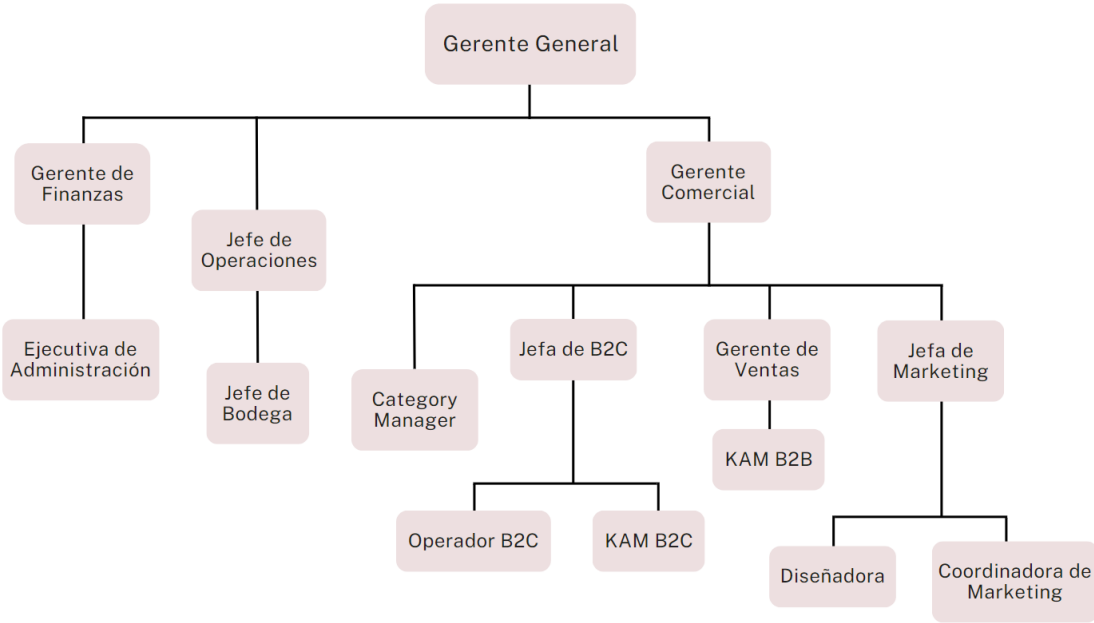 Gerente General
Gerente de
Finanzas
Gerente
Comercial
Jefe de
Operaciones
Ejecutiva de
Administración
Jefa de B2C
Gerente de
Ventas
Jefa de
Marketing
Jefe de
Bodega
Category
Manager
KAM B2B
Operador B2C
KAM B2C
Diseñadora
Coordinadora de
Marketing